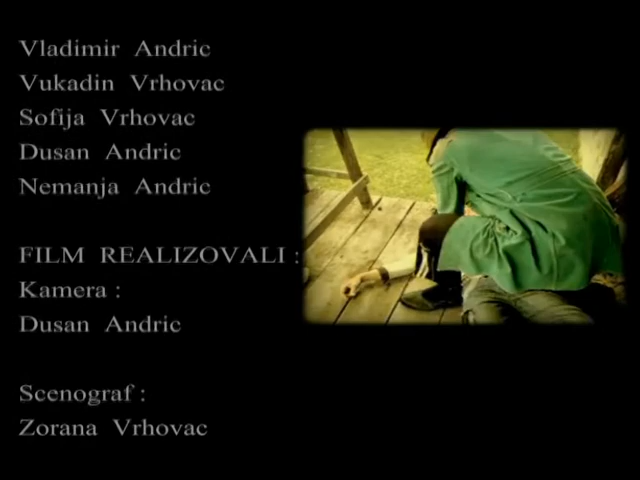 Vladimir Andric
Vukadin Vrhovac
Sofija Vrhovac
Dusan Andric
Nemanja Andric
FILM REALIZOVALI :
Kamera :
Dusan Andric
Scenograf :
Zorana Vrhovac